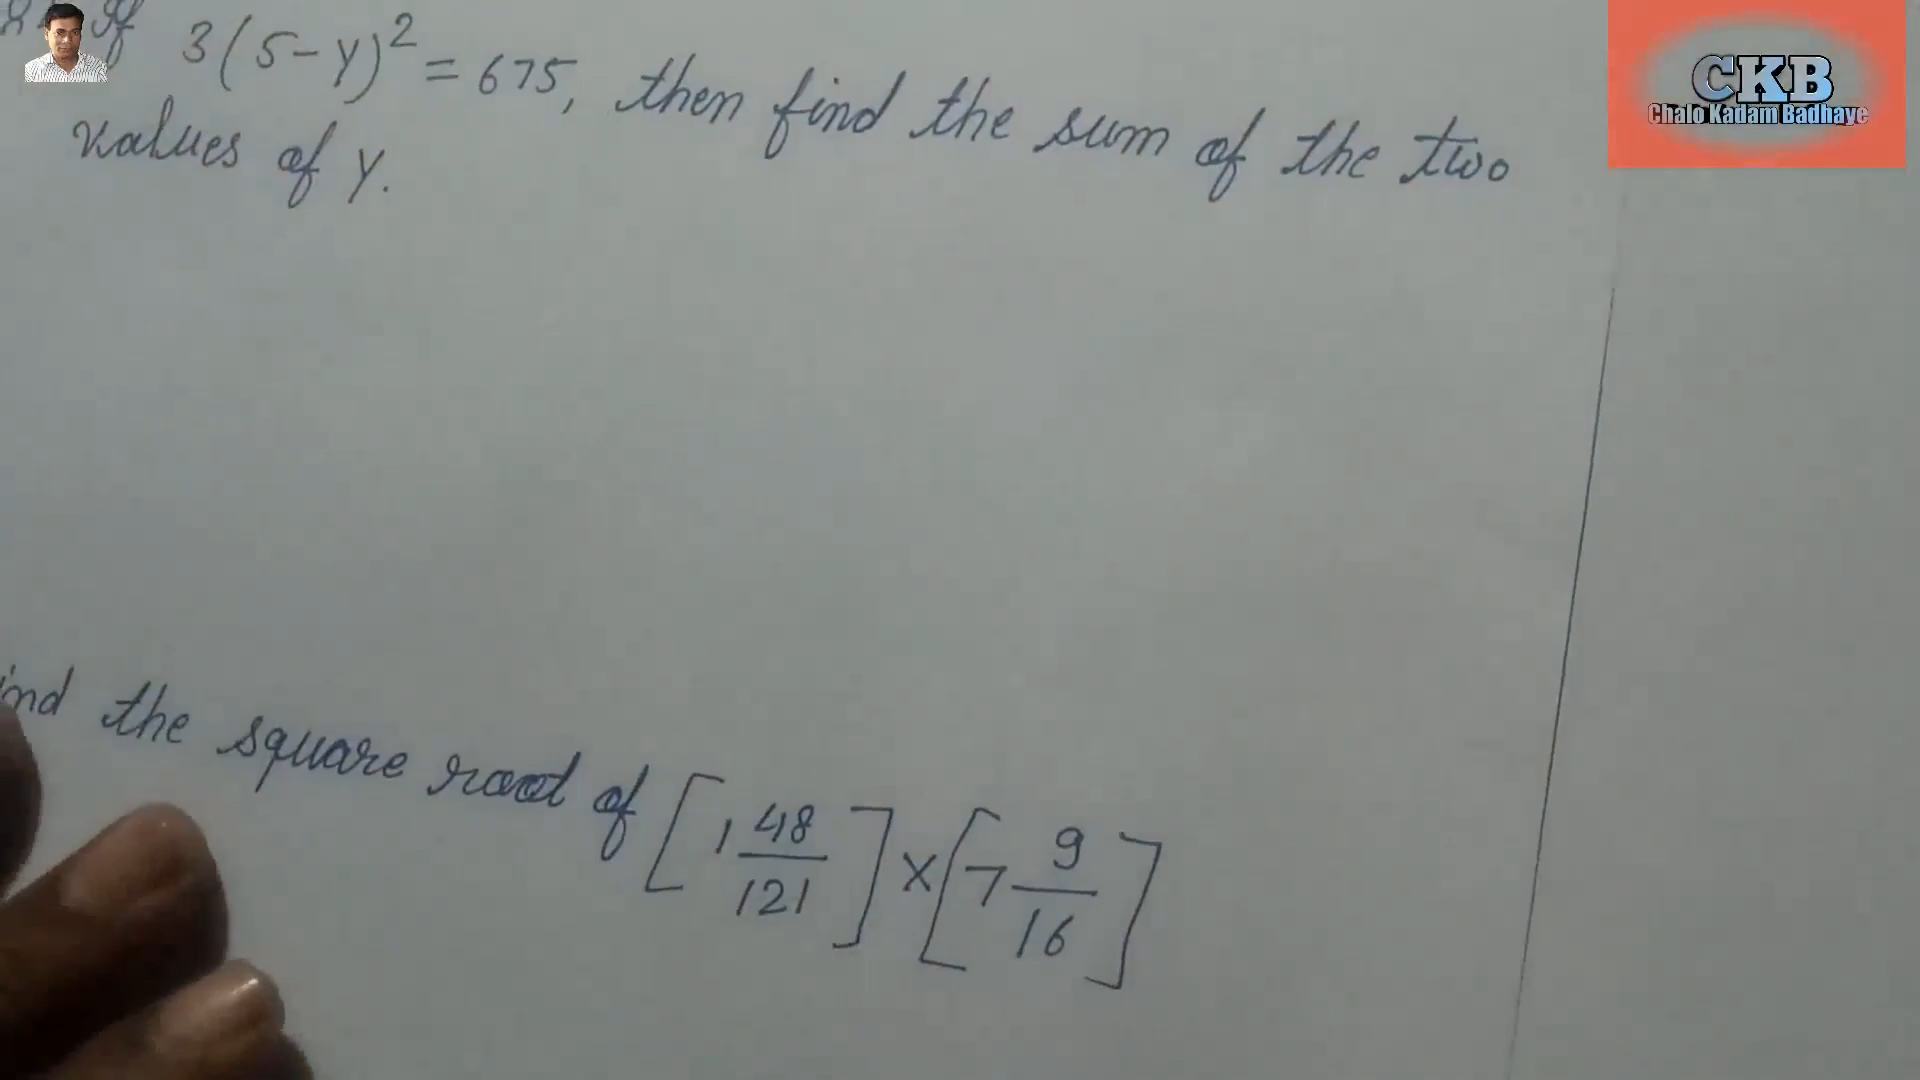 If 3(5-y)² = 675, then find the sum of the two
values of y.
CKB
Chalo Kadam Badhaye
the square root of [1 48/121] × [7 9/16]